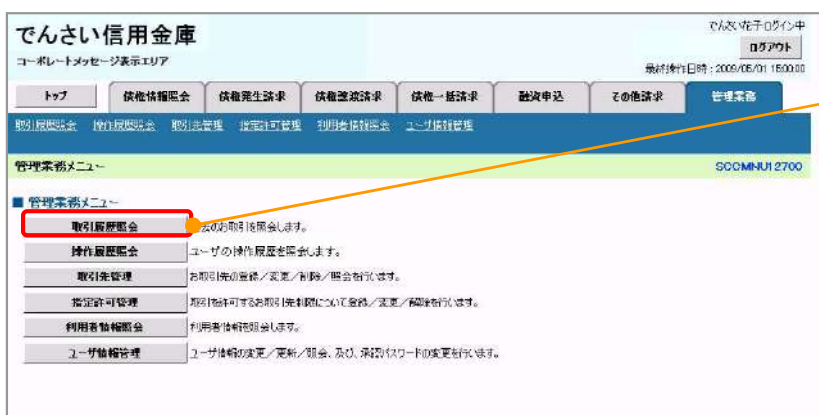 でんさい信用金庫
でんさい花子ログイン中
ログアウト
コーポレートメッセージ表示エリア
最終操作日時：2009/05/01 15:00:00
トップ 債権情報照会 債権発生請求 債権譲渡請求 債権一括請求 融資申込 その他請求 管理業務
取引履歴照会 操作履歴照会 取引先管理 指定許可管理 利用者情報照会 ユーザ情報管理
管理業務メニュー SCCMNU12700
■ 管理業務メニュー
取引履歴照会 過去のお取引を照会します。
操作履歴照会 ユーザの操作履歴を照会します。
取引先管理 お取引先の登録／変更／削除／照会を行います。
指定許可管理 取引を許可するお取引先制限について登録／変更／解除を行います。
利用者情報照会 利用者情報を照会します。
ユーザ情報管理 ユーザ情報の変更／更新／照会、及び、承認パスワードの変更を行います。